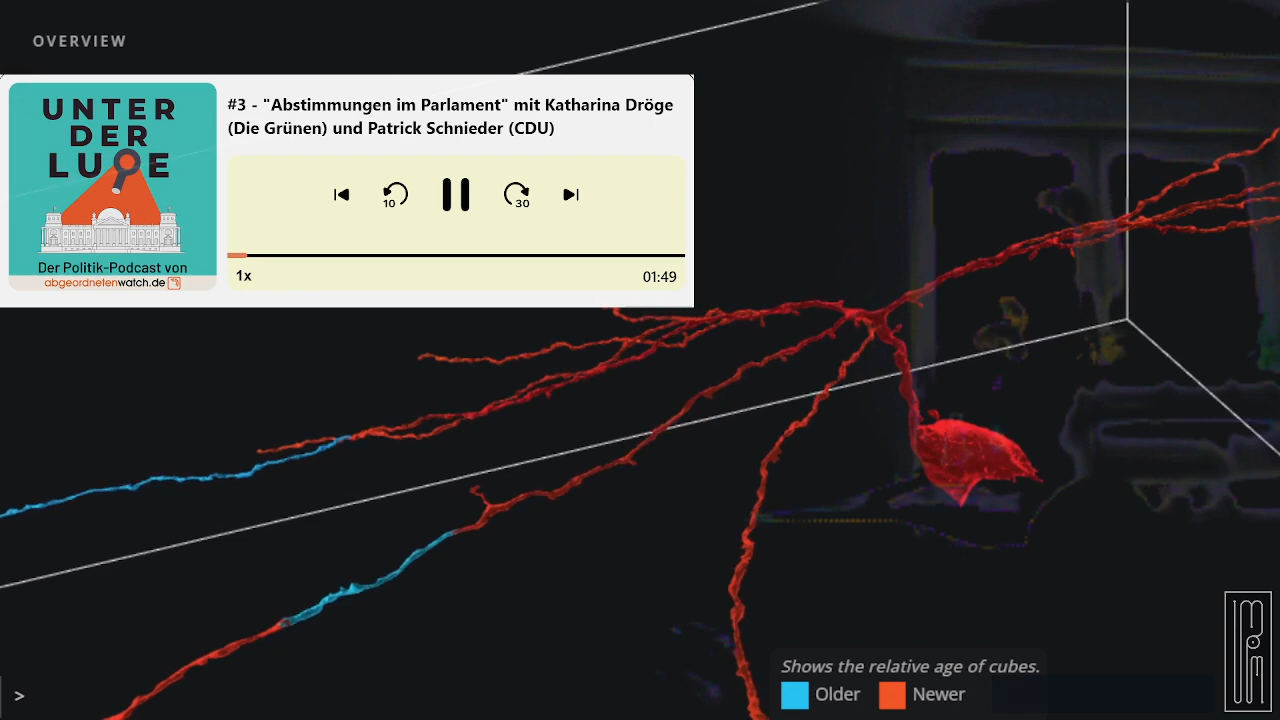 OVERVIEW
UNTER
DER
LUPE
Der Politik-Podcast von
abgeordnetenwatch.de
#3 - "Abstimmungen im Parlament" mit Katharina Dröge
(Die Grünen) und Patrick Schnieder (CDU)
10
30
1x
01:49
>
Shows the relative age of cubes.
Older
Newer